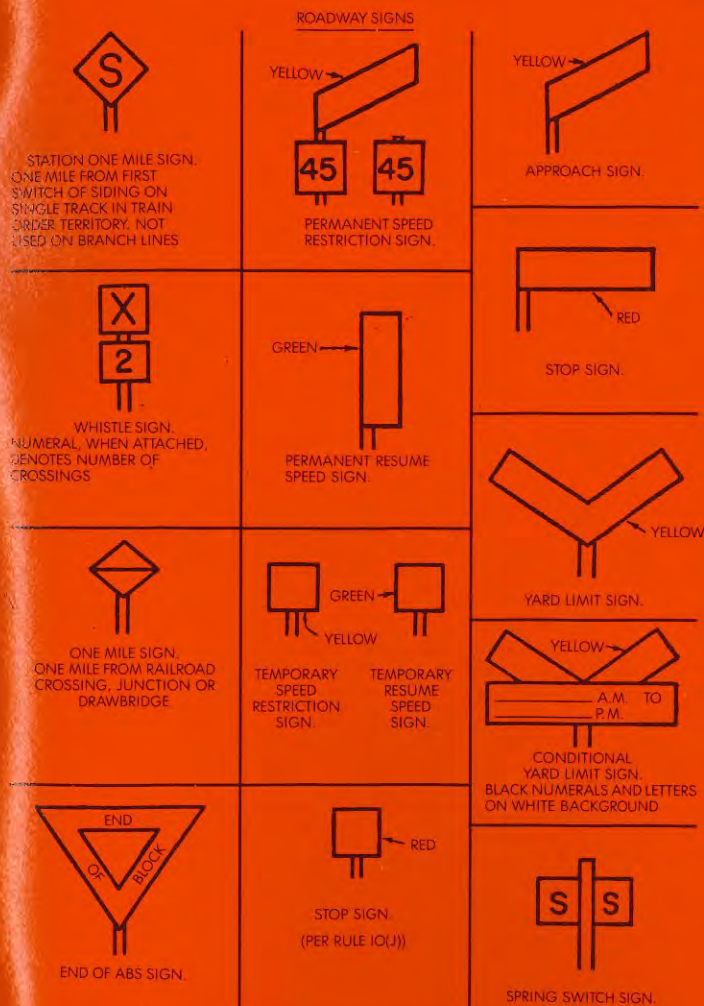 ROADWAY SIGNS
S
STATION ONE MILE SIGN.
ONE MILE FROM FIRST
SWITCH OF SIDING ON
SINGLE TRACK IN TRAIN
ORDER TERRITORY. NOT
USED ON BRANCH LINES
X
2
WHISTLE SIGN.
NUMERAL, WHEN ATTACHED,
DENOTES NUMBER OF
CROSSINGS
ONE MILE SIGN.
ONE MILE FROM RAILROAD
CROSSING, JUNCTION OR
DRAWBRIDGE
END
OF
BLOCK
END OF ABS SIGN.
YELLOW
45
45
PERMANENT SPEED
RESTRICTION SIGN.
GREEN
PERMANENT RESUME
SPEED SIGN.
GREEN
YELLOW
TEMPORARY
SPEED
RESTRICTION
SIGN.
TEMPORARY
RESUME
SPEED
SIGN.
RED
STOP SIGN.
(PER RULE 10(J))
YELLOW
APPROACH SIGN.
RED
STOP SIGN.
YELLOW
YARD LIMIT SIGN.
YELLOW
A.M. TO
P.M.
CONDITIONAL
YARD LIMIT SIGN.
BLACK NUMERALS AND LETTERS
ON WHITE BACKGROUND
S S
SPRING SWITCH SIGN.